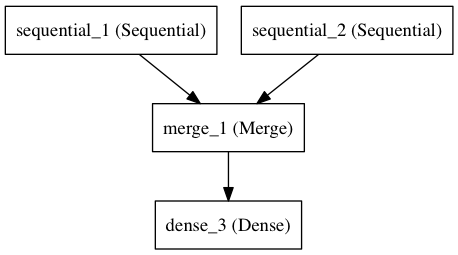 sequential_1 (Sequential)
sequential_2 (Sequential)
merge_1 (Merge)
dense_3 (Dense)